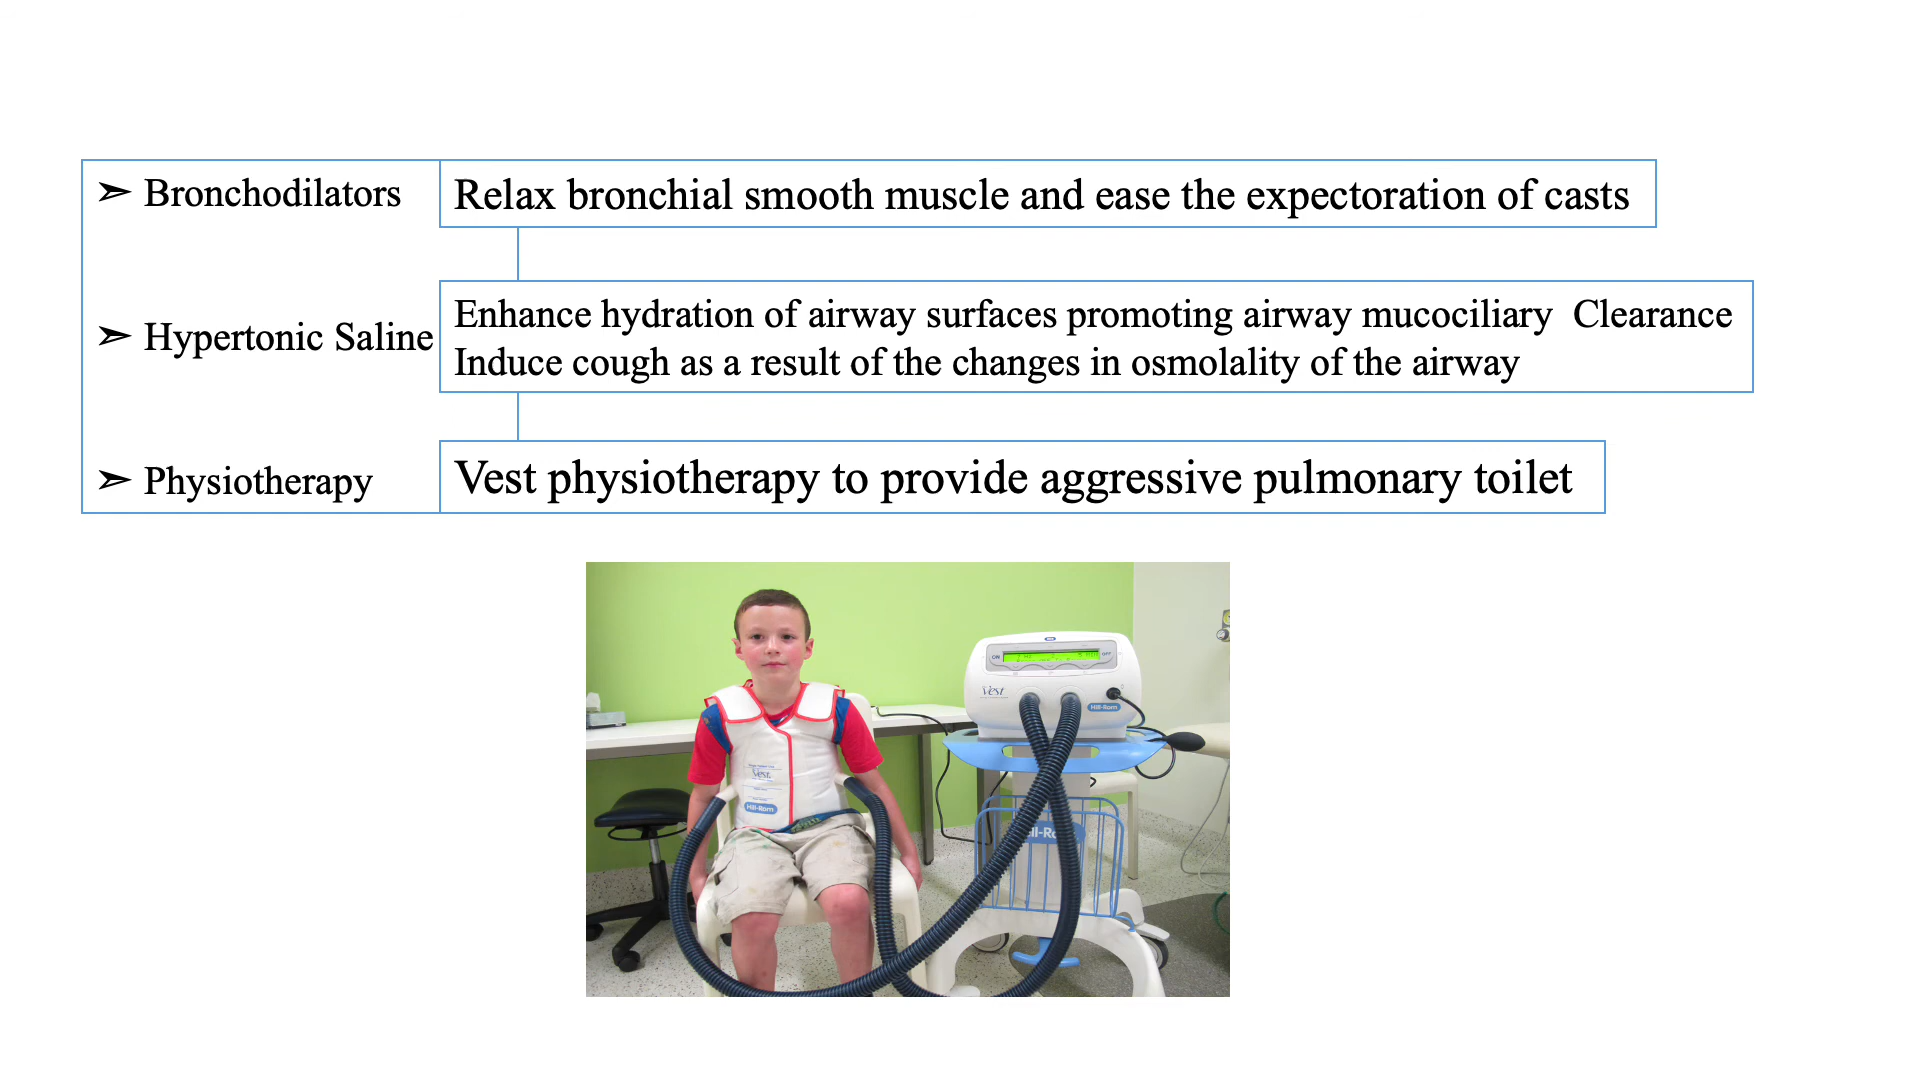 ➢ Bronchodilators
Relax bronchial smooth muscle and ease the expectoration of casts
➢ Hypertonic Saline
Enhance hydration of airway surfaces promoting airway mucociliary  Clearance
Induce cough as a result of the changes in osmolality of the airway
➢ Physiotherapy
Vest physiotherapy to provide aggressive pulmonary toilet
ON
OFF
Vest
Hill-Rom
Vest
Hill-Rom